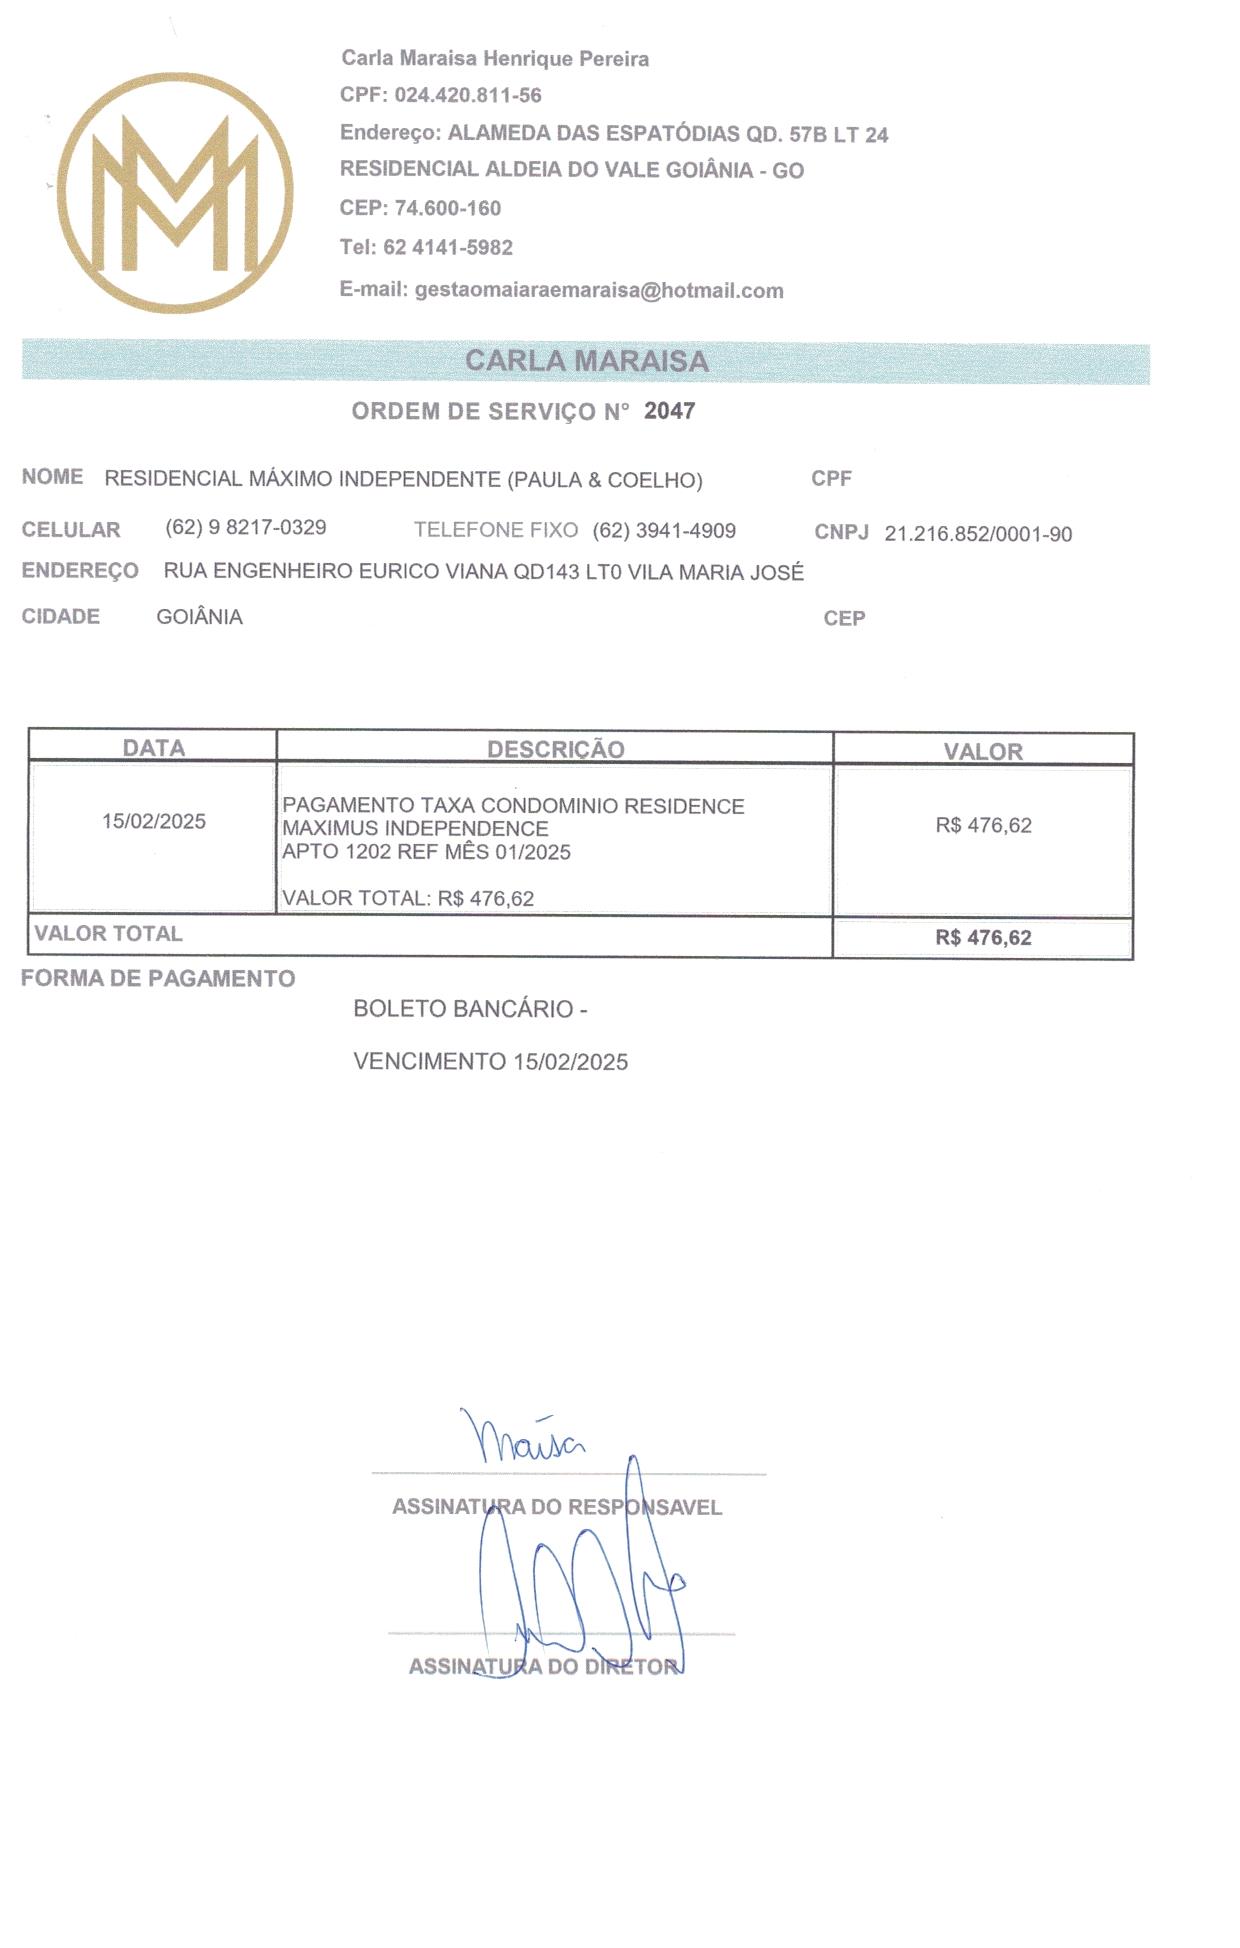 Carla Maraisa Henrique Pereira
CPF: 024.420.811-56
Endereço: ALAMEDA DAS ESPATÓDIAS QD. 57B LT 24
RESIDENCIAL ALDEIA DO VALE GOIÂNIA - GO
CEP: 74.600-160
Tel: 62 4141-5982
E-mail: gestaomaiaraemaraisa@hotmail.com
CARLA MARAISA
ORDEM DE SERVIÇO N° 2047
NOME RESIDENCIAL MÁXIMO INDEPENDENTE (PAULA & COELHO) CPF
CELULAR (62) 9 8217-0329 TELEFONE FIXO (62) 3941-4909 CNPJ 21.216.852/0001-90
ENDEREÇO RUA ENGENHEIRO EURICO VIANA QD143 LT0 VILA MARIA JOSÉ
CIDADE GOIÂNIA CEP
DATA DESCRIÇÃO VALOR
15/02/2025 PAGAMENTO TAXA CONDOMINIO RESIDENCE R$ 476,62
MAXIMUS INDEPENDENCE
APTO 1202 REF MÊS 01/2025
VALOR TOTAL: R$ 476,62
VALOR TOTAL R$ 476,62
FORMA DE PAGAMENTO
BOLETO BANCÁRIO -
VENCIMENTO 15/02/2025
Maísa
ASSINATURA DO RESPONSAVEL
ASSINATURA DO DIRETOR